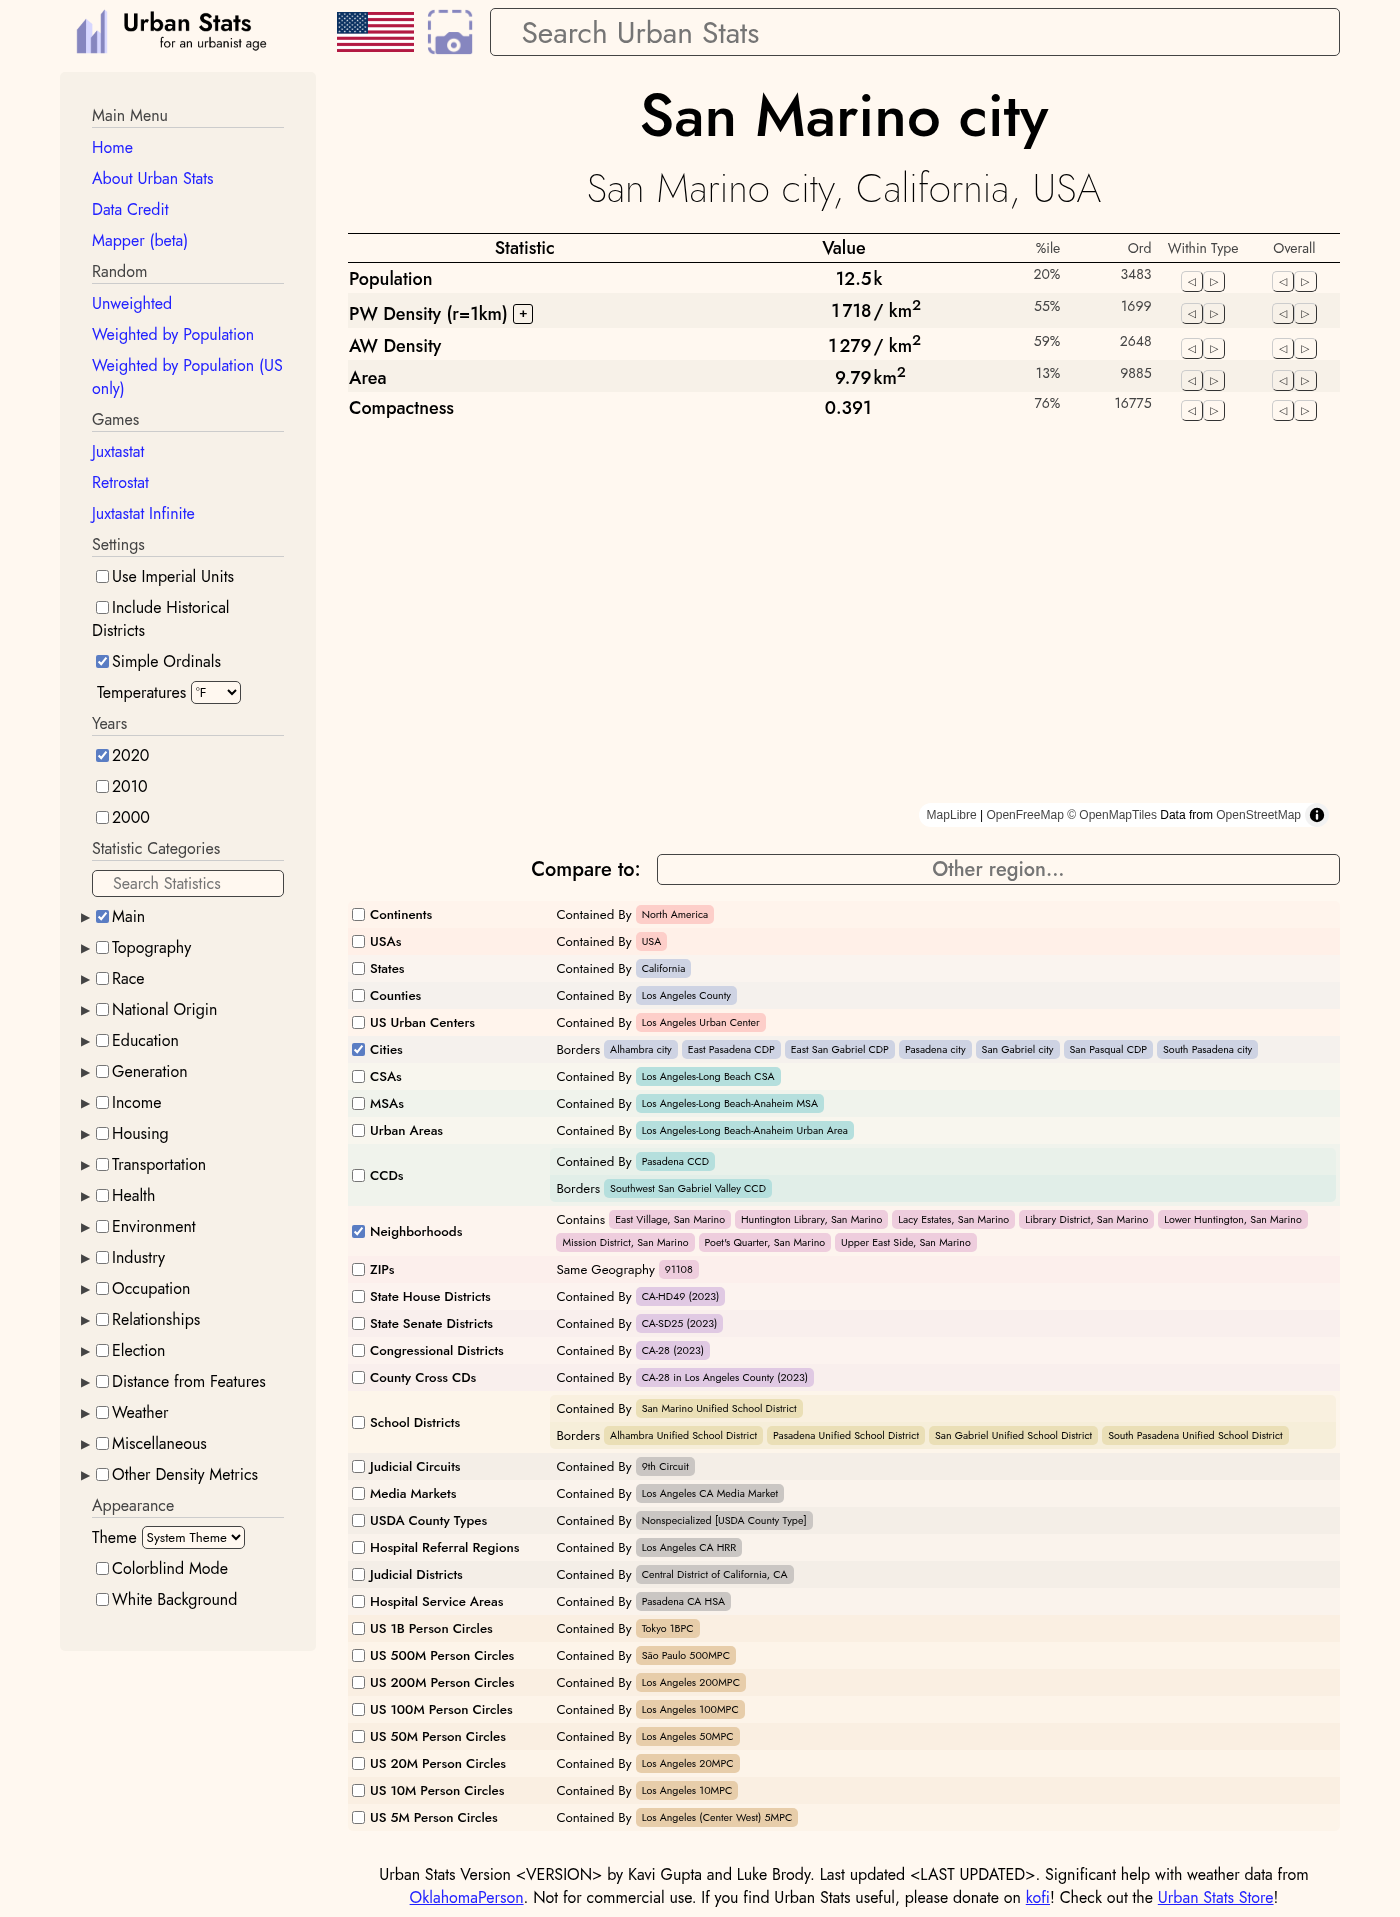 Urban Stats
for an urbanist age
Search Urban Stats
Main Menu
Home
About Urban Stats
Data Credit
Mapper (beta)
Random
Unweighted
Weighted by Population
Weighted by Population (US
only)
Games
Juxtastat
Retrostat
Juxtastat Infinite
Settings
Use Imperial Units
Include Historical
Districts
Simple Ordinals
Temperatures °F
Years
2020
2010
2000
Statistic Categories
Search Statistics
Main
Topography
Race
National Origin
Education
Generation
Income
Housing
Transportation
Health
Environment
Industry
Occupation
Relationships
Election
Distance from Features
Weather
Miscellaneous
Other Density Metrics
Appearance
Theme System Theme
Colorblind Mode
White Background
San Marino city
San Marino city, California, USA
Statistic Value %ile Ord Within Type Overall
Population 12.5k 20% 3483
PW Density (r=1km) + 1718 / km² 55% 1699
AW Density 1279 / km² 59% 2648
Area 9.79 km² 13% 9885
Compactness 0.391 76% 16775
MapLibre | OpenFreeMap © OpenMapTiles Data from OpenStreetMap
Compare to: Other region...
Continents Contained By North America
USAs Contained By USA
States Contained By California
Counties Contained By Los Angeles County
US Urban Centers Contained By Los Angeles Urban Center
Cities Borders Alhambra city East Pasadena CDP East San Gabriel CDP Pasadena city San Gabriel city San Pasqual CDP South Pasadena city
CSAs Contained By Los Angeles-Long Beach CSA
MSAs Contained By Los Angeles-Long Beach-Anaheim MSA
Urban Areas Contained By Los Angeles-Long Beach-Anaheim Urban Area
CCDs Contained By Pasadena CCD
Borders Southwest San Gabriel Valley CCD
Neighborhoods Contains East Village, San Marino Huntington Library, San Marino Lacy Estates, San Marino Library District, San Marino Lower Huntington, San Marino
Mission District, San Marino Poet's Quarter, San Marino Upper East Side, San Marino
ZIPs Same Geography 91108
State House Districts Contained By CA-HD49 (2023)
State Senate Districts Contained By CA-SD25 (2023)
Congressional Districts Contained By CA-28 (2023)
County Cross CDs Contained By CA-28 in Los Angeles County (2023)
School Districts Contained By San Marino Unified School District
Borders Alhambra Unified School District Pasadena Unified School District San Gabriel Unified School District South Pasadena Unified School District
Judicial Circuits Contained By 9th Circuit
Media Markets Contained By Los Angeles CA Media Market
USDA County Types Contained By Nonspecialized [USDA County Type]
Hospital Referral Regions Contained By Los Angeles CA HRR
Judicial Districts Contained By Central District of California, CA
Hospital Service Areas Contained By Pasadena CA HSA
US 1B Person Circles Contained By Tokyo 1BPC
US 500M Person Circles Contained By São Paulo 500MPC
US 200M Person Circles Contained By Los Angeles 200MPC
US 100M Person Circles Contained By Los Angeles 100MPC
US 50M Person Circles Contained By Los Angeles 50MPC
US 20M Person Circles Contained By Los Angeles 20MPC
US 10M Person Circles Contained By Los Angeles 10MPC
US 5M Person Circles Contained By Los Angeles (Center West) 5MPC
Urban Stats Version <VERSION> by Kavi Gupta and Luke Brody. Last updated <LAST UPDATED>. Significant help with weather data from
OklahomaPerson. Not for commercial use. If you find Urban Stats useful, please donate on kofi! Check out the Urban Stats Store!